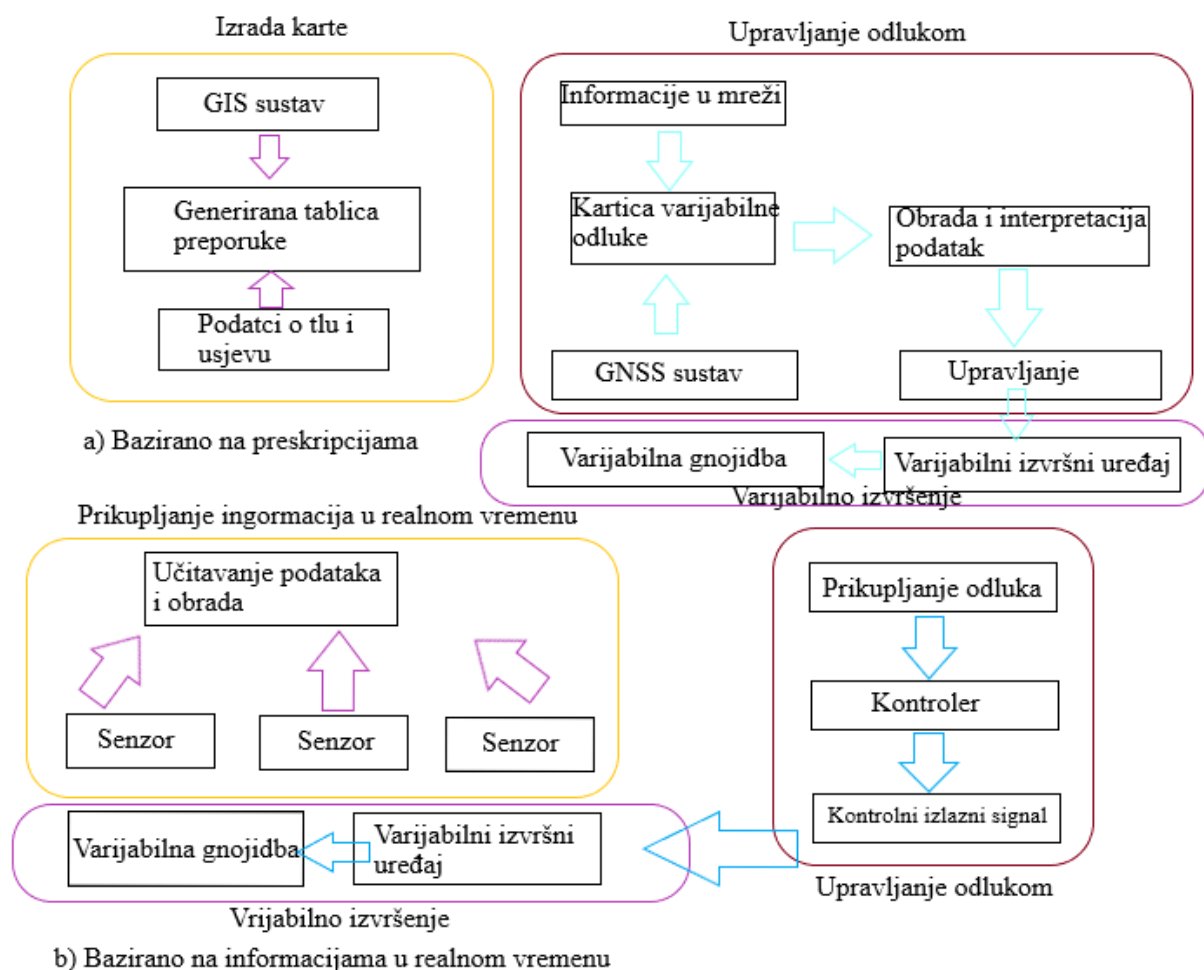 Izrada karte
GIS sustav
Generirana tablica
preporuke
Podatci o tlu i
usjevu
a) Bazirano na preskripcijama
Upravljanje odlukom
Informacije u mreži
Kartica varijabilne
odluke
Obrada i interpretacija
podatak
GNSS sustav
Upravljanje
Varijabilna gnojidba
Varijabilni izvršni uređaj
Varijabilno izvršenje
Prikupljanje ingormacija u realnom vremenu
Učitavanje podataka
i obrada
Senzor
Senzor
Senzor
Prikupljanje odluka
Kontroler
Kontrolni izlazni signal
Upravljanje odlukom
Varijabilna gnojidba
Varijabilni izvršni
uređaj
Vrijabilno izvršenje
b) Bazirano na informacijama u realnom vremenu